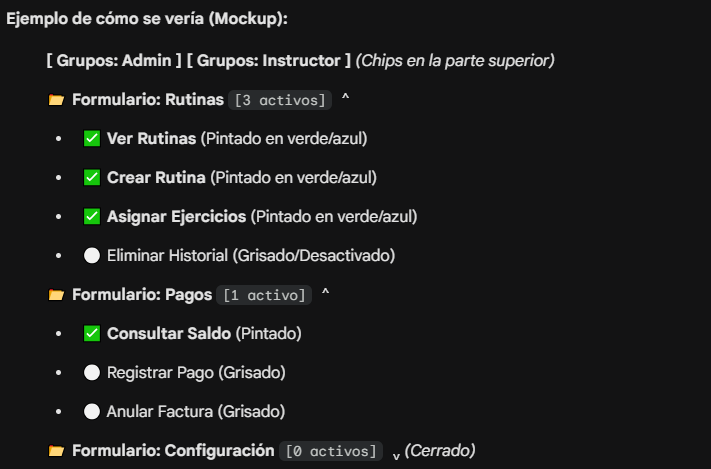 Ejemplo de cómo se vería (Mockup):
[ Grupos: Admin ] [ Grupos: Instructor ] (Chips en la parte superior)
📂 Formulario: Rutinas [3 activos] ^
• ✅ Ver Rutinas (Pintado en verde/azul)
• ✅ Crear Rutina (Pintado en verde/azul)
• ✅ Asignar Ejercicios (Pintado en verde/azul)
• ⚪ Eliminar Historial (Grisado/Desactivado)
📂 Formulario: Pagos [1 activo] ^
• ✅ Consultar Saldo (Pintado)
• ⚪ Registrar Pago (Grisado)
• ⚪ Anular Factura (Grisado)
📂 Formulario: Configuración [0 activos] ˬ (Cerrado)